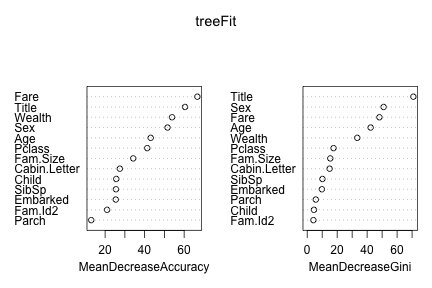 treeFit
Fare
Title
Wealth
Sex
Age
Pclass
Fam.Size
Cabin.Letter
Child
SibSp
Embarked
Fam.Id2
Parch
20 40 60
MeanDecreaseAccuracy
Title
Sex
Fare
Age
Wealth
Pclass
Fam.Size
Cabin.Letter
SibSp
Embarked
Parch
Child
Fam.Id2
0 10 20 40 60
MeanDecreaseGini